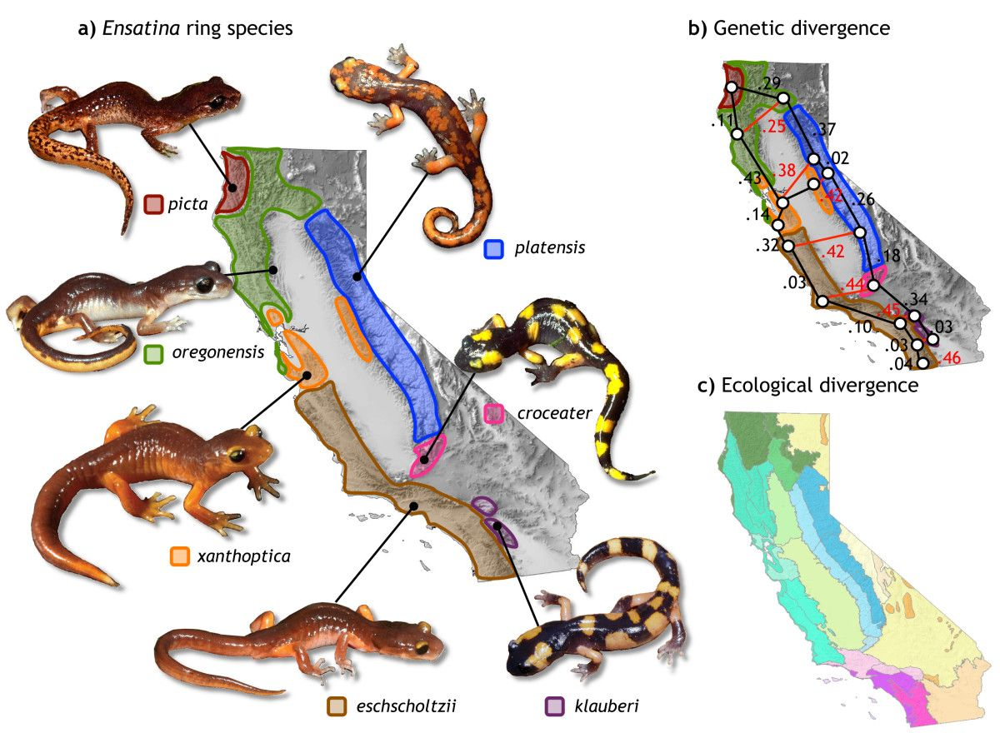 a) Ensatina ring species
b) Genetic divergence
picta
platensis
oregonensis
croceater
xanthoptica
eschscholtzii
klauberi
.29
.11
.25
.37
.02
.38
.43
.42
.26
.14
.32
.42
.18
.03
.44
.34
.45
.10
.03
.03
.46
.04
c) Ecological divergence